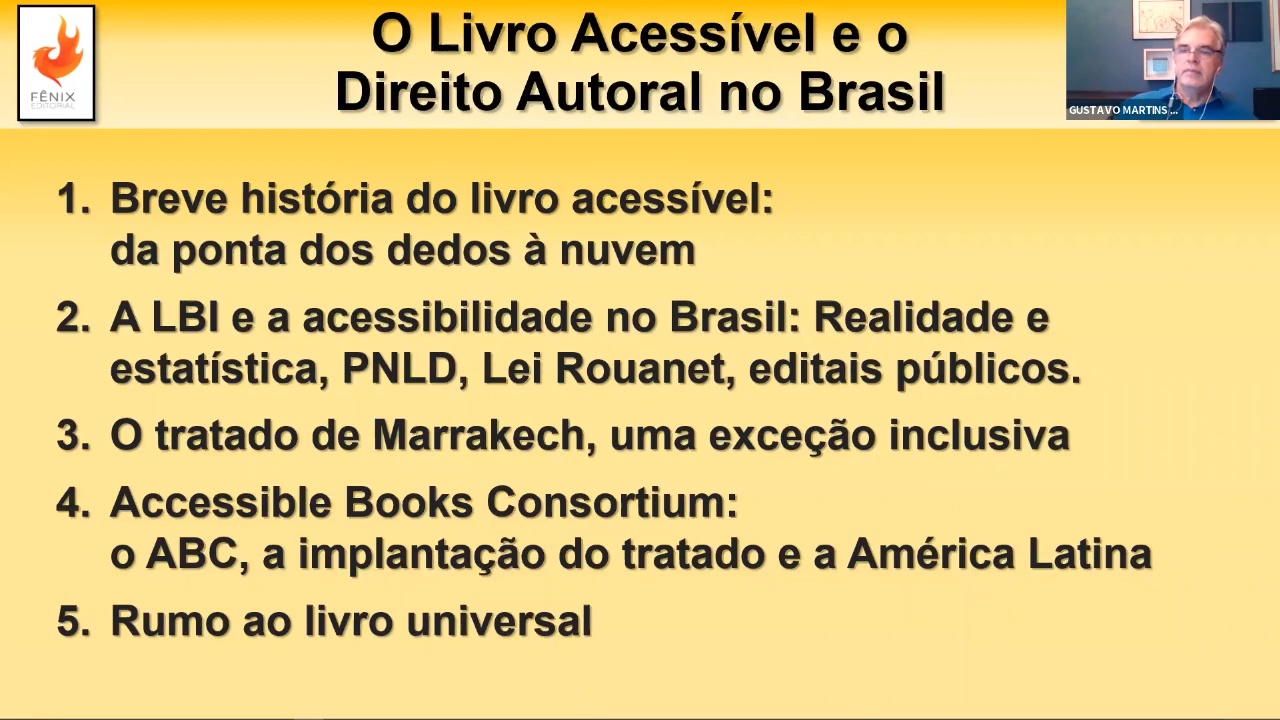 O Livro Acessível e o
Direito Autoral no Brasil
FÊNIX
EDITORIAL
GUSTAVO MARTINS ...
1. Breve história do livro acessível:
da ponta dos dedos à nuvem
2. A LBI e a acessibilidade no Brasil: Realidade e
estatística, PNLD, Lei Rouanet, editais públicos.
3. O tratado de Marrakech, uma exceção inclusiva
4. Accessible Books Consortium:
o ABC, a implantação do tratado e a América Latina
5. Rumo ao livro universal